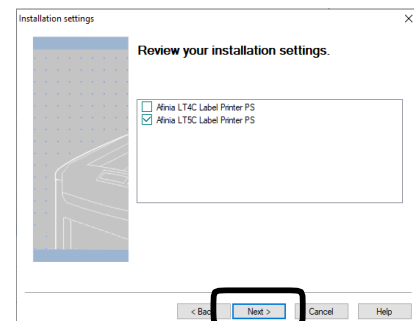 Installation settings
Review your installation settings.
Afinia LT4C Label Printer PS
Afinia LT5C Label Printer PS
< Back Next > Cancel Help